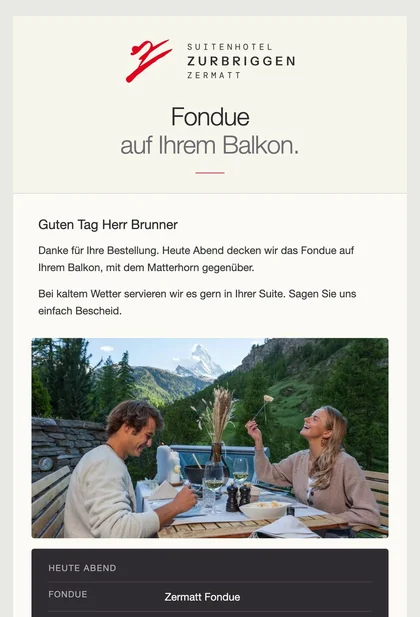 SUITENHOTEL
ZURBRIGGEN
ZERMATT
Fondue
auf Ihrem Balkon.
Guten Tag Herr Brunner
Danke für Ihre Bestellung. Heute Abend decken wir das Fondue auf
Ihrem Balkon, mit dem Matterhorn gegenüber.
Bei kaltem Wetter servieren wir es gern in Ihrer Suite. Sagen Sie uns
einfach Bescheid.
HEUTE ABEND
FONDUE Zermatt Fondue